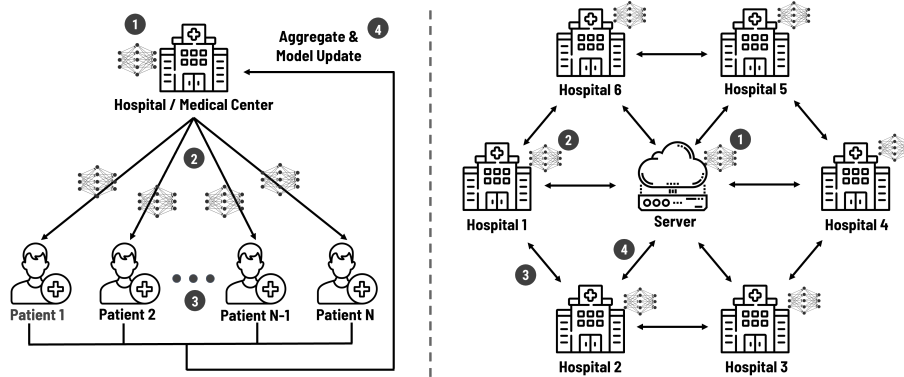 1
4
Aggregate &
Model Update
Hospital / Medical Center
2
Patient 1
Patient 2
3
Patient N-1
Patient N
Hospital 6
Hospital 5
2
1
Hospital 1
Server
Hospital 4
4
3
Hospital 2
Hospital 3